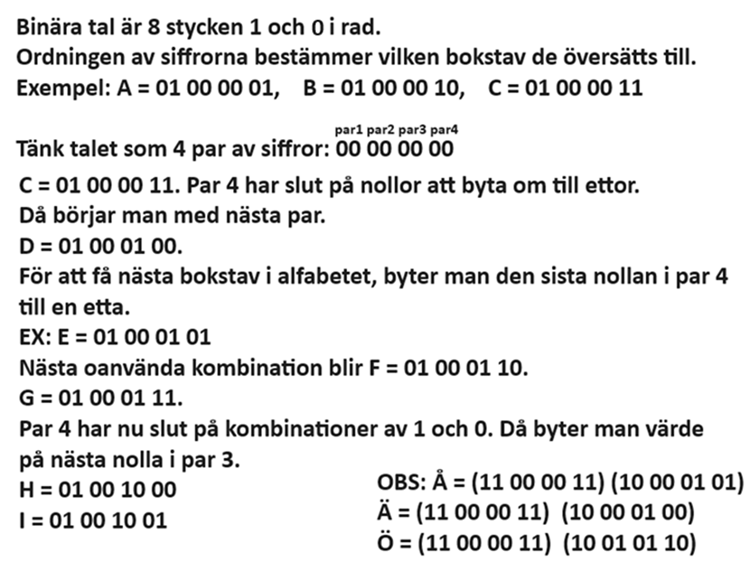 Binära tal är 8 stycken 1 och 0 i rad.
Ordningen av siffrorna bestämmer vilken bokstav de översätts till.
Exempel: A = 01 00 00 01, B = 01 00 00 10, C = 01 00 00 11
par1 par2 par3 par4
Tänk talet som 4 par av siffror: 00 00 00 00
C = 01 00 00 11. Par 4 har slut på nollor att byta om till ettor.
Då börjar man med nästa par.
D = 01 00 01 00.
För att få nästa bokstav i alfabetet, byter man den sista nollan i par 4
till en etta.
EX: E = 01 00 01 01
Nästa oanvända kombination blir F = 01 00 01 10.
G = 01 00 01 11.
Par 4 har nu slut på kombinationer av 1 och 0. Då byter man värde
på nästa nolla i par 3.
H = 01 00 10 00
I = 01 00 10 01
OBS: Å = (11 00 00 11) (10 00 01 01)
Ä = (11 00 00 11) (10 00 01 00)
Ö = (11 00 00 11) (10 01 01 10)